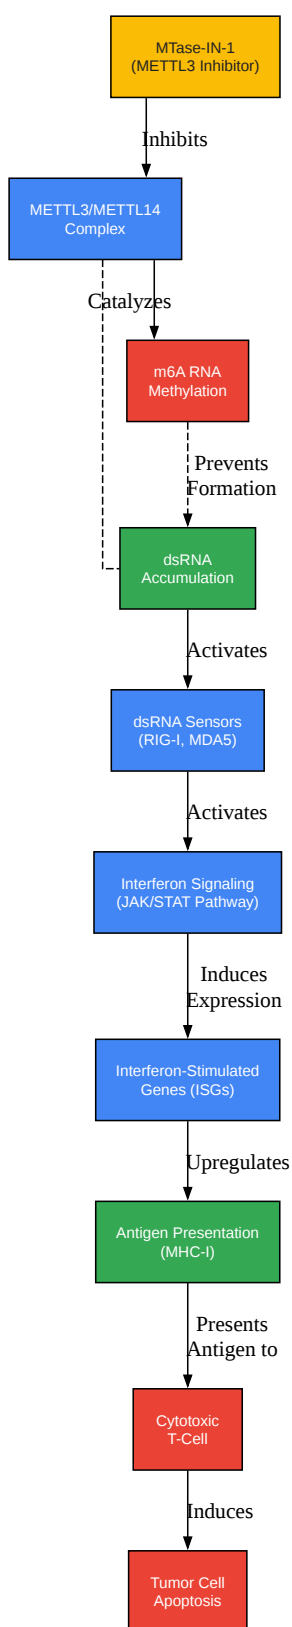 MTase-IN-1
(METTL3 Inhibitor)
Inhibits
METTL3/METTL14
Complex
Catalyzes
m6A RNA
Methylation
Prevents
Formation
dsRNA
Accumulation
Activates
dsRNA Sensors
(RIG-I, MDA5)
Activates
Interferon Signaling
(JAK/STAT Pathway)
Induces
Expression
Interferon-Stimulated
Genes (ISGs)
Upregulates
Antigen Presentation
(MHC-I)
Presents
Antigen to
Cytotoxic
T-Cell
Induces
Tumor Cell
Apoptosis